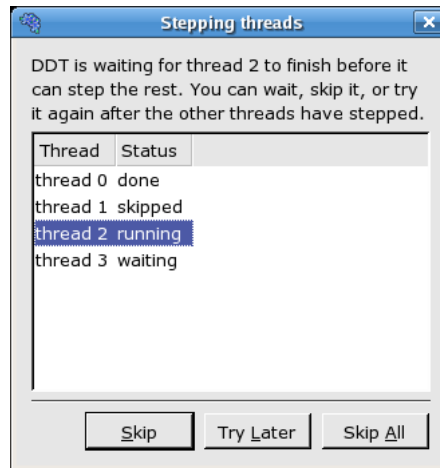 Stepping threads
DDT is waiting for thread 2 to finish before it
can step the rest. You can wait, skip it, or try
it again after the other threads have stepped.
Thread Status
thread 0 done
thread 1 skipped
thread 2 running
thread 3 waiting
Skip Try Later Skip All